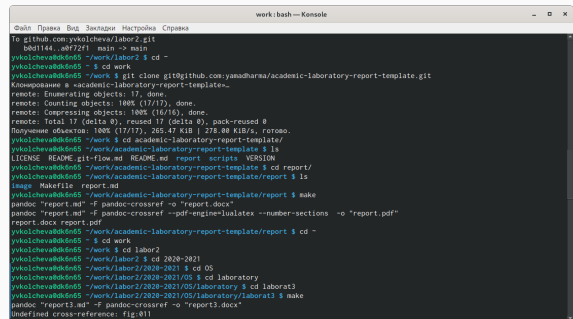 work : bash — Konsole
Файл Правка Вид Закладки Настройка Справка
To github.com:yvkolcheva/labor2.git
b0d1144..a0f72f1 main -> main
yvkolcheva@dk6n65 ~/work/labor2 $ cd ~
yvkolcheva@dk6n65 ~ $ cd work
yvkolcheva@dk6n65 ~/work $ git clone git@github.com:yamadharma/academic-laboratory-report-template.git
Клонирование в «academic-laboratory-report-template»…
remote: Enumerating objects: 17, done.
remote: Counting objects: 100% (17/17), done.
remote: Compressing objects: 100% (16/16), done.
remote: Total 17 (delta 0), reused 17 (delta 0), pack-reused 0
Получение объектов: 100% (17/17), 265.47 KiB | 278.00 KiB/s, готово.
yvkolcheva@dk6n65 ~/work $ cd academic-laboratory-report-template/
yvkolcheva@dk6n65 ~/work/academic-laboratory-report-template $ ls
LICENSE README.git-flow.md README.md report scripts VERSION
yvkolcheva@dk6n65 ~/work/academic-laboratory-report-template $ cd report/
yvkolcheva@dk6n65 ~/work/academic-laboratory-report-template/report $ ls
image Makefile report.md
yvkolcheva@dk6n65 ~/work/academic-laboratory-report-template/report $ make
pandoc "report.md" -F pandoc-crossref -o "report.docx"
pandoc "report.md" -F pandoc-crossref --pdf-engine=lualatex --number-sections -o "report.pdf"
report.docx report.pdf
yvkolcheva@dk6n65 ~/work/academic-laboratory-report-template/report $ cd ~
yvkolcheva@dk6n65 ~ $ cd work
yvkolcheva@dk6n65 ~/work $ cd labor2
yvkolcheva@dk6n65 ~/work/labor2 $ cd 2020-2021
yvkolcheva@dk6n65 ~/work/labor2/2020-2021 $ cd OS
yvkolcheva@dk6n65 ~/work/labor2/2020-2021/OS $ cd laboratory
yvkolcheva@dk6n65 ~/work/labor2/2020-2021/OS/laboratory $ cd laborat3
yvkolcheva@dk6n65 ~/work/labor2/2020-2021/OS/laboratory/laborat3 $ make
pandoc "report3.md" -F pandoc-crossref -o "report3.docx"
Undefined cross-reference: fig:011